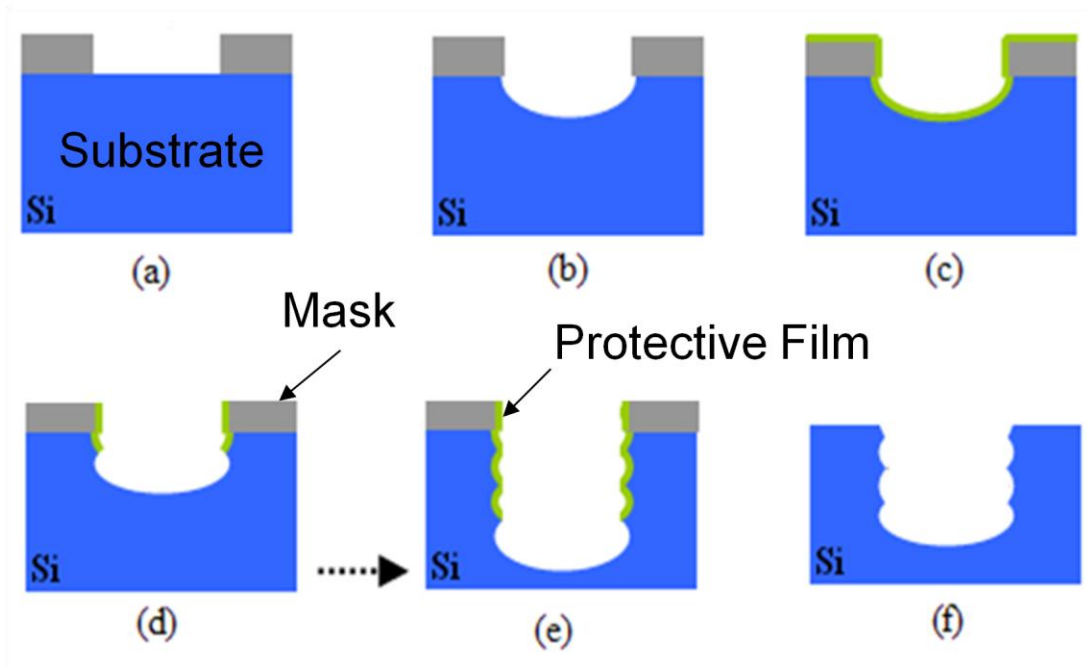 Substrate
Si
(a)
Si
(b)
Si
(c)
Mask
Protective Film
Si
(d)
Si
(e)
Si
(f)